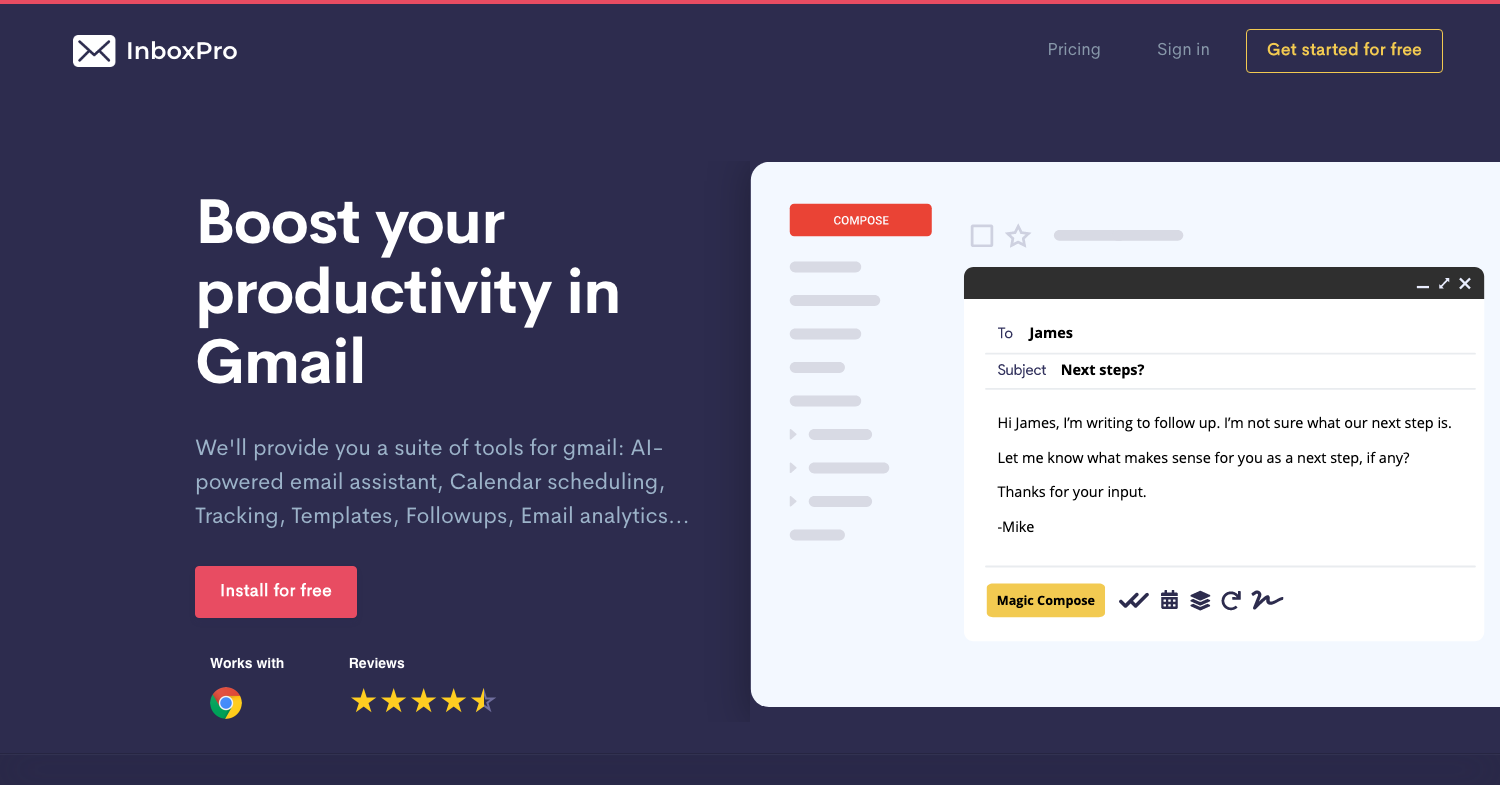 InboxPro
Pricing
Sign in
Get started for free
Boost your
productivity in
Gmail
We'll provide you a suite of tools for gmail: AI-
powered email assistant, Calendar scheduling,
Tracking, Templates, Followups, Email analytics...
Install for free
Works with
Reviews
COMPOSE
To James
Subject Next steps?
Hi James, I'm writing to follow up. I'm not sure what our next step is.
Let me know what makes sense for you as a next step, if any?
Thanks for your input.
-Mike
Magic Compose